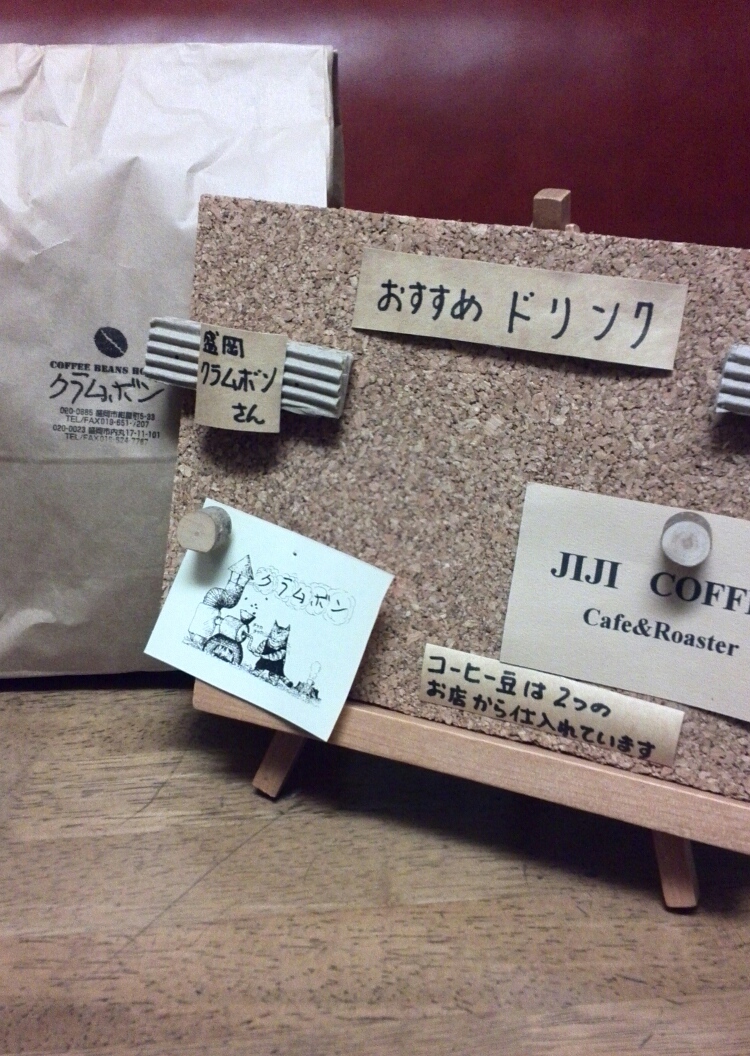 おすすめ ドリンク
盛岡
クラムボン
さん
COFFEE BEANS
クラムボン
TEL/FAX
クラムボン
JIJI COFFE
Cafe&Roaster
コーヒー豆は2つの
お店から仕入れています